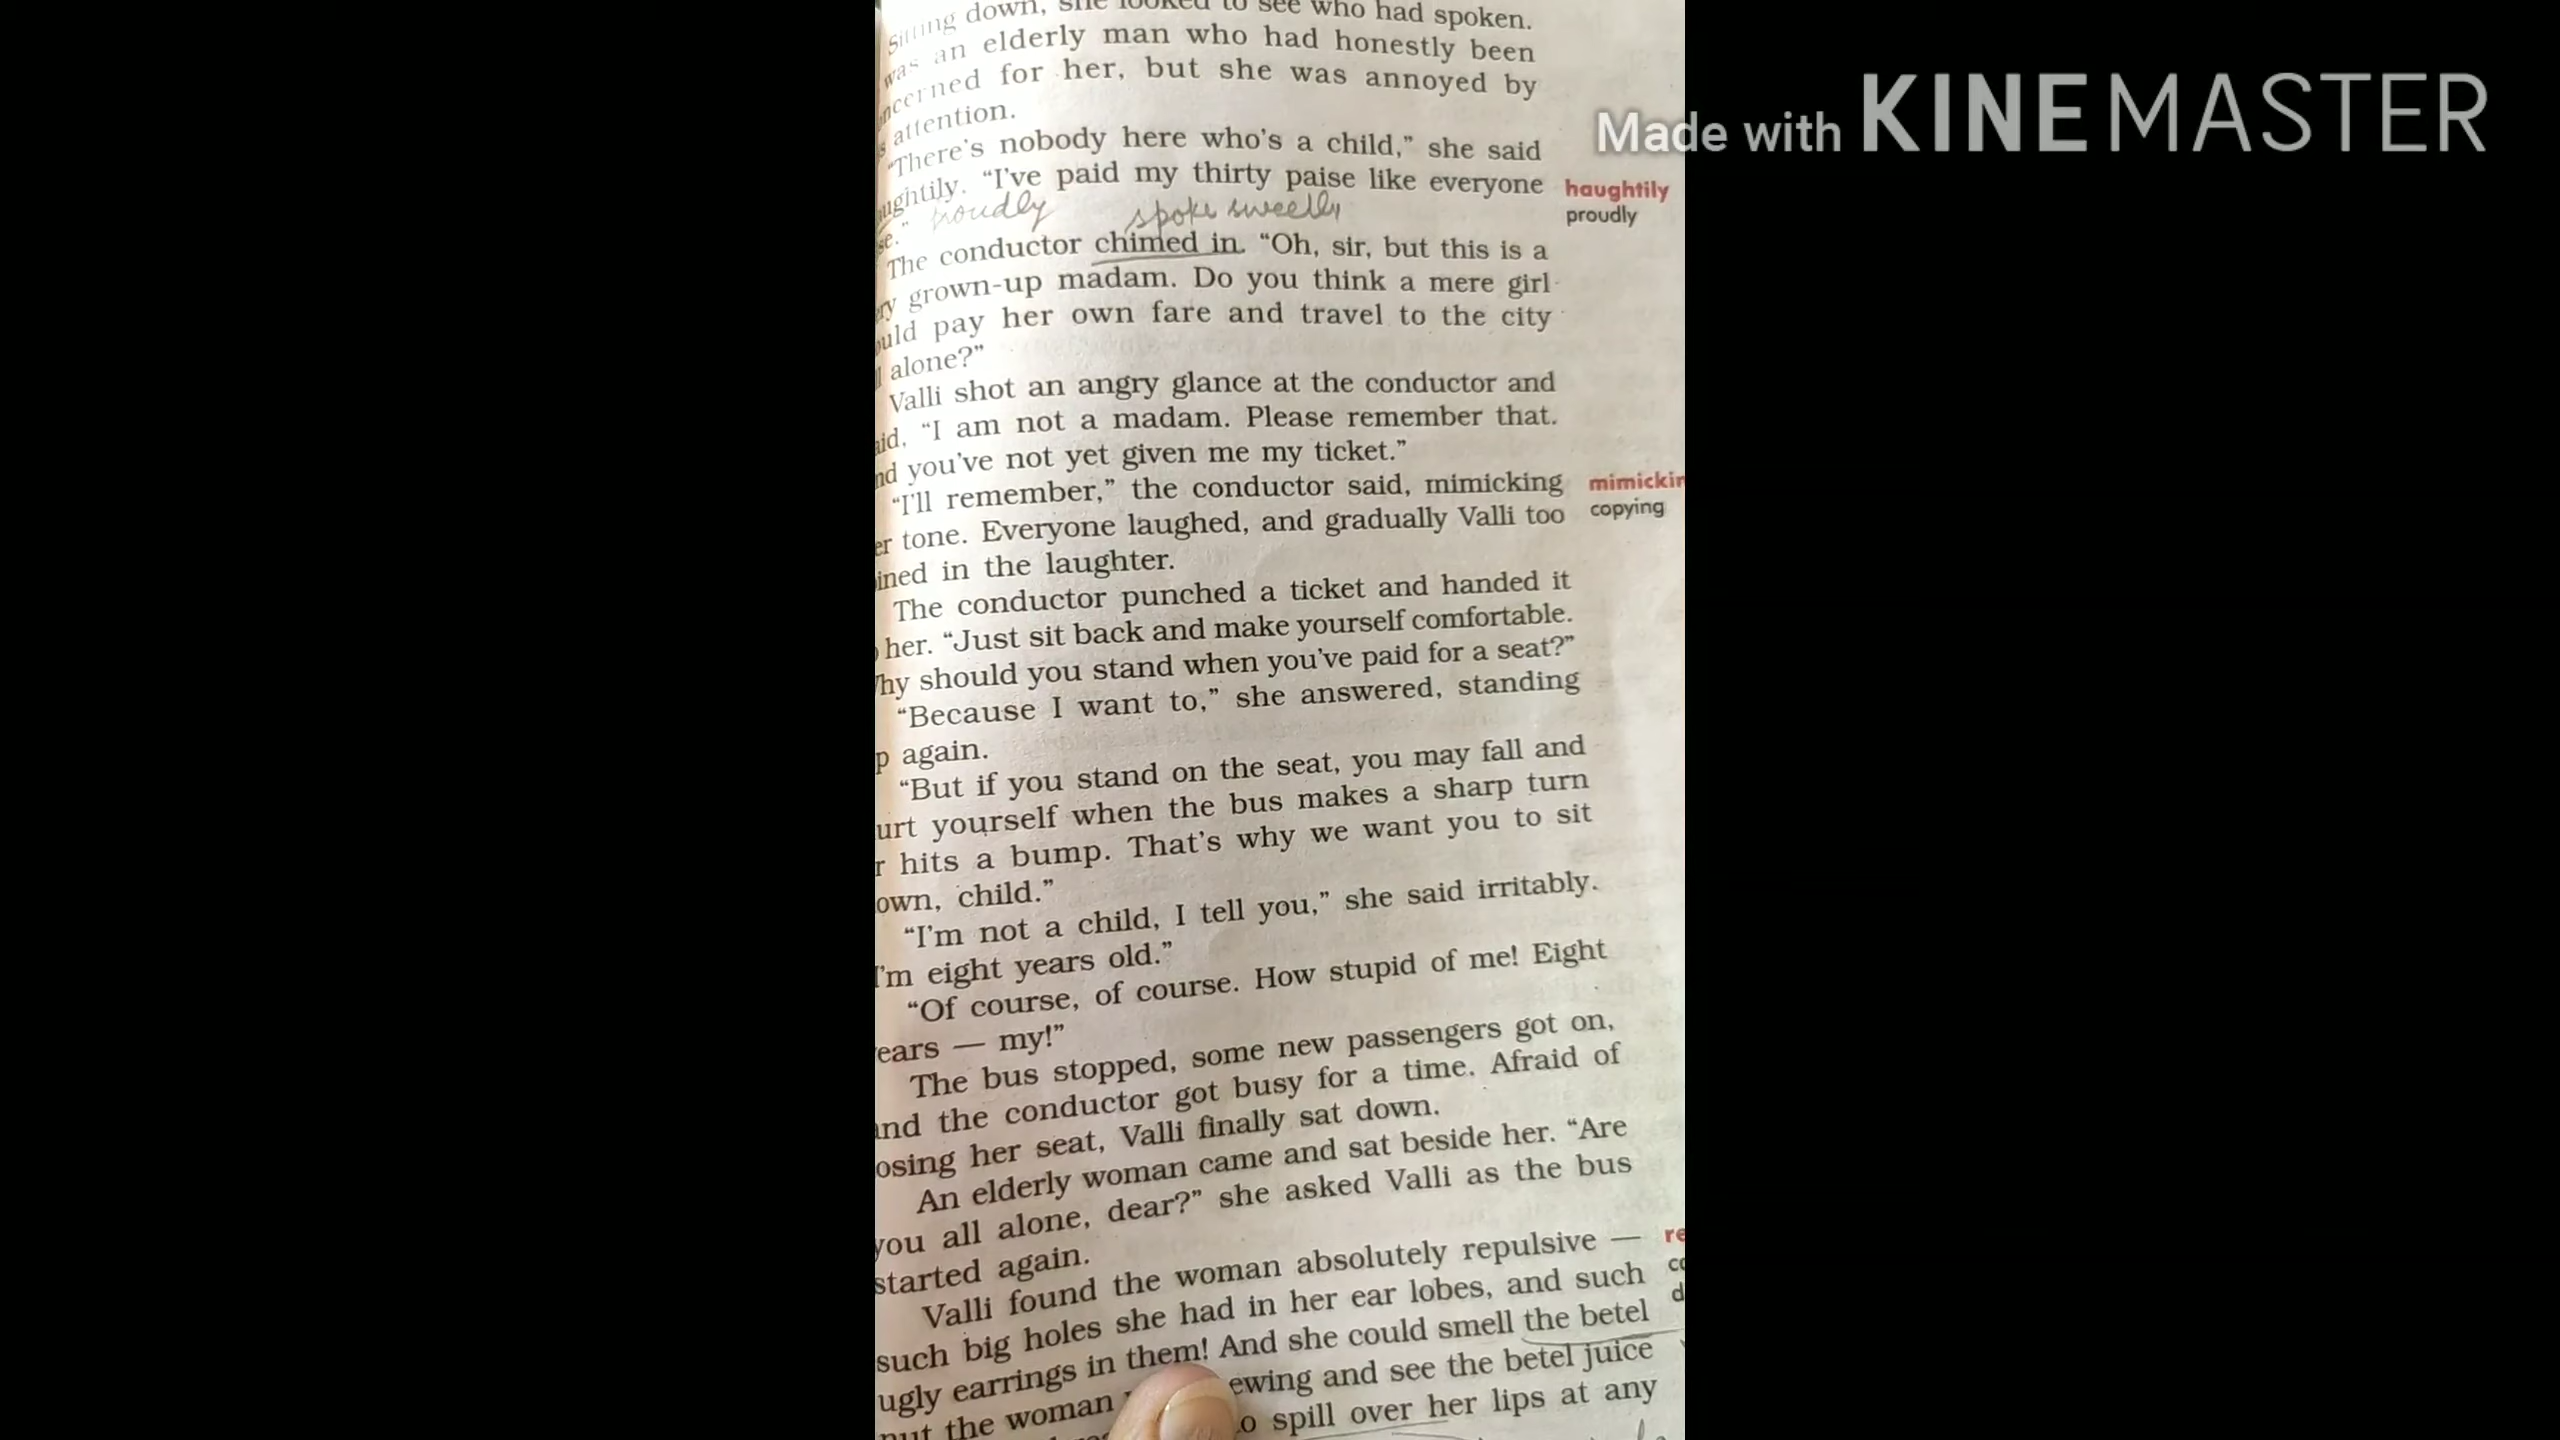 Sitting down, she looked to see who had spoken.
was an elderly man who had honestly been
ncerned for her, but she was annoyed by
s attention.
“There’s nobody here who’s a child,” she said
ughtily. “I’ve paid my thirty paise like everyone
se.” proudly spoke sweetly
The conductor chimed in. “Oh, sir, but this is a
ry grown-up madam. Do you think a mere girl
ould pay her own fare and travel to the city
l alone?”
Valli shot an angry glance at the conductor and
aid, “I am not a madam. Please remember that.
nd you’ve not yet given me my ticket.”
“I’ll remember,” the conductor said, mimicking
er tone. Everyone laughed, and gradually Valli too
oined in the laughter.
The conductor punched a ticket and handed it
o her. “Just sit back and make yourself comfortable.
Why should you stand when you’ve paid for a seat?”
“Because I want to,” she answered, standing
p again.
“But if you stand on the seat, you may fall and
urt yourself when the bus makes a sharp turn
r hits a bump. That’s why we want you to sit
own, child.”
“I’m not a child, I tell you,” she said irritably.
I’m eight years old.”
“Of course, of course. How stupid of me! Eight
ears — my!”
The bus stopped, some new passengers got on,
and the conductor got busy for a time. Afraid of
osing her seat, Valli finally sat down.
An elderly woman came and sat beside her. “Are
you all alone, dear?” she asked Valli as the bus
started again.
Valli found the woman absolutely repulsive —
such big holes she had in her ear lobes, and such
ugly earrings in them! And she could smell the betel
nut the woman ewing and see the betel juice
o spill over her lips at any
haughtily
proudly
mimickin
copying
re
co
d
Made with KINEMASTER